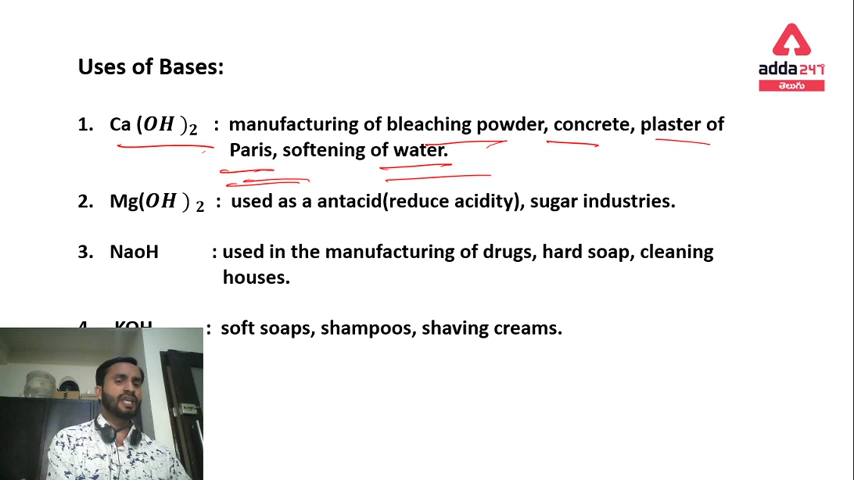 Uses of Bases:
adda247
తెలుగు
1. Ca (OH )₂ : manufacturing of bleaching powder, concrete, plaster of
Paris, softening of water.
2. Mg(OH ) ₂ : used as a antacid(reduce acidity), sugar industries.
3. NaoH : used in the manufacturing of drugs, hard soap, cleaning
houses.
4. KOH : soft soaps, shampoos, shaving creams.